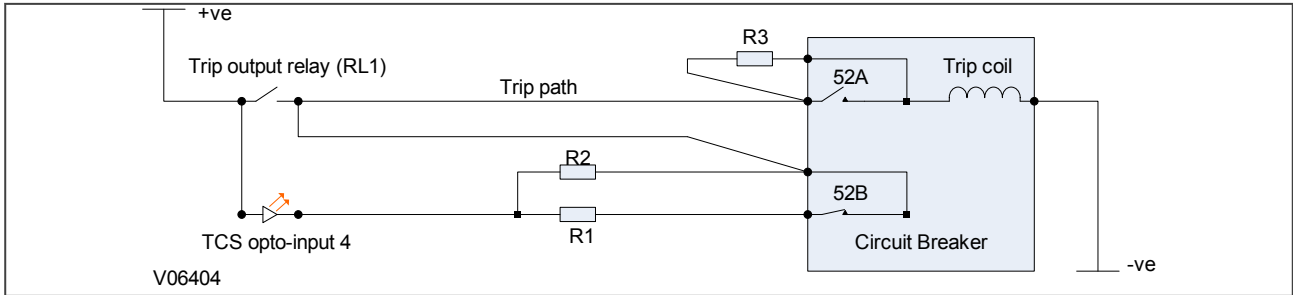 +ve
R3
Trip output relay (RL1)
52A
Trip coil
Trip path
R2
52B
R1
TCS opto-input 4
Circuit Breaker
-ve
V06404